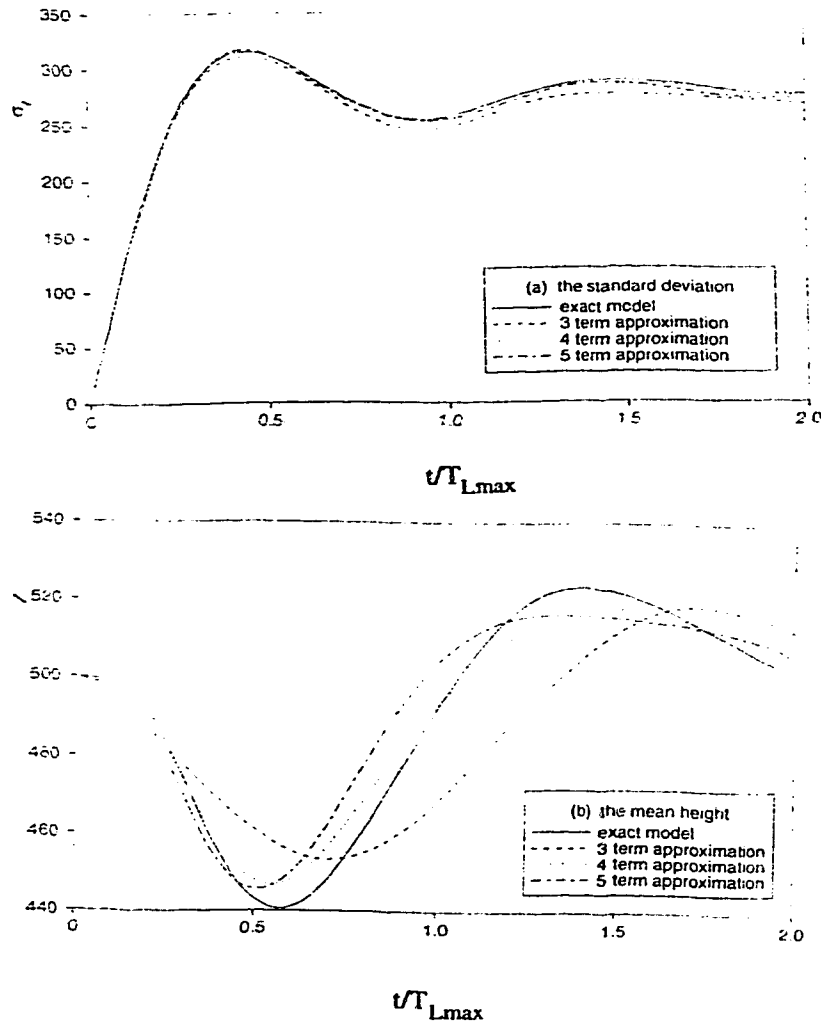 350
300
250
200
150
100
50
0
σ
(a) the standard deviation
exact model
3 term approximation
4 term approximation
5 term approximation
0.5
1.0
1.5
2.0
t/T_Lmax
540
520
500
480
460
440
(b) the mean height
exact model
3 term approximation
4 term approximation
5 term approximation
0
0.5
1.0
2.0
t/T_Lmax